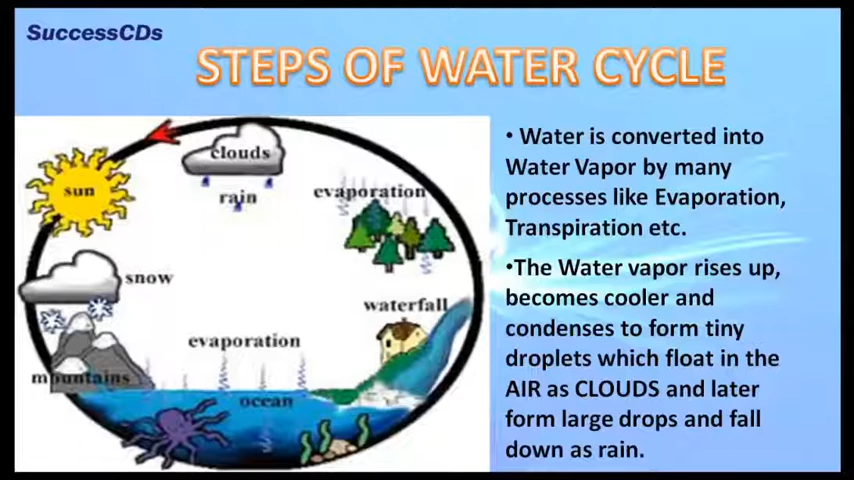 SuccessCDs
STEPS OF WATER CYCLE
clouds
sun
rain
evaporation
snow
waterfall
evaporation
mountains
ocean
• Water is converted into
Water Vapor by many
processes like Evaporation,
Transpiration etc.
•The Water vapor rises up,
becomes cooler and
condenses to form tiny
droplets which float in the
AIR as CLOUDS and later
form large drops and fall
down as rain.